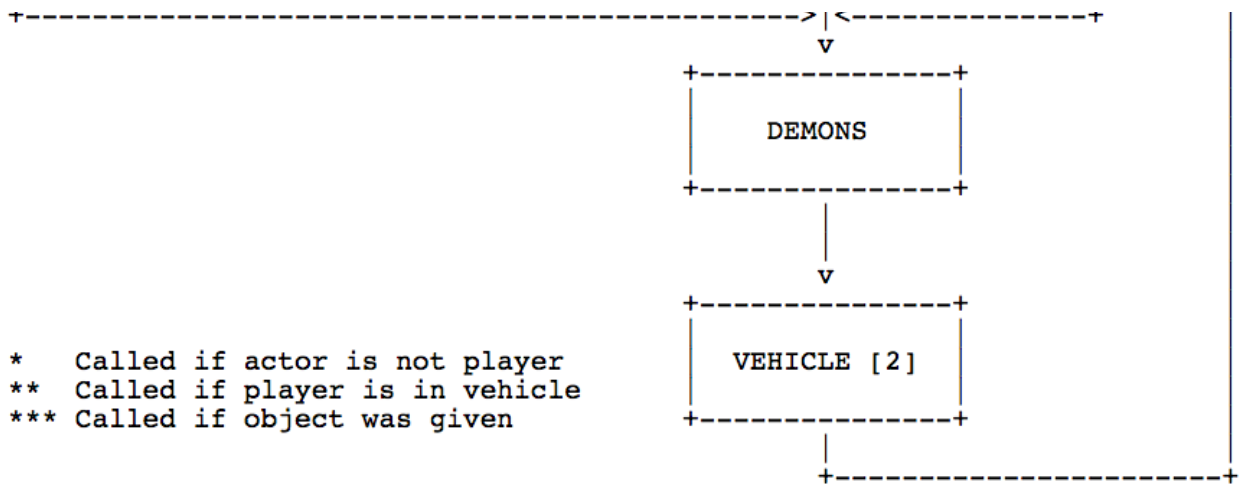 DEMONS
VEHICLE [2]
* Called if actor is not player
** Called if player is in vehicle
*** Called if object was given